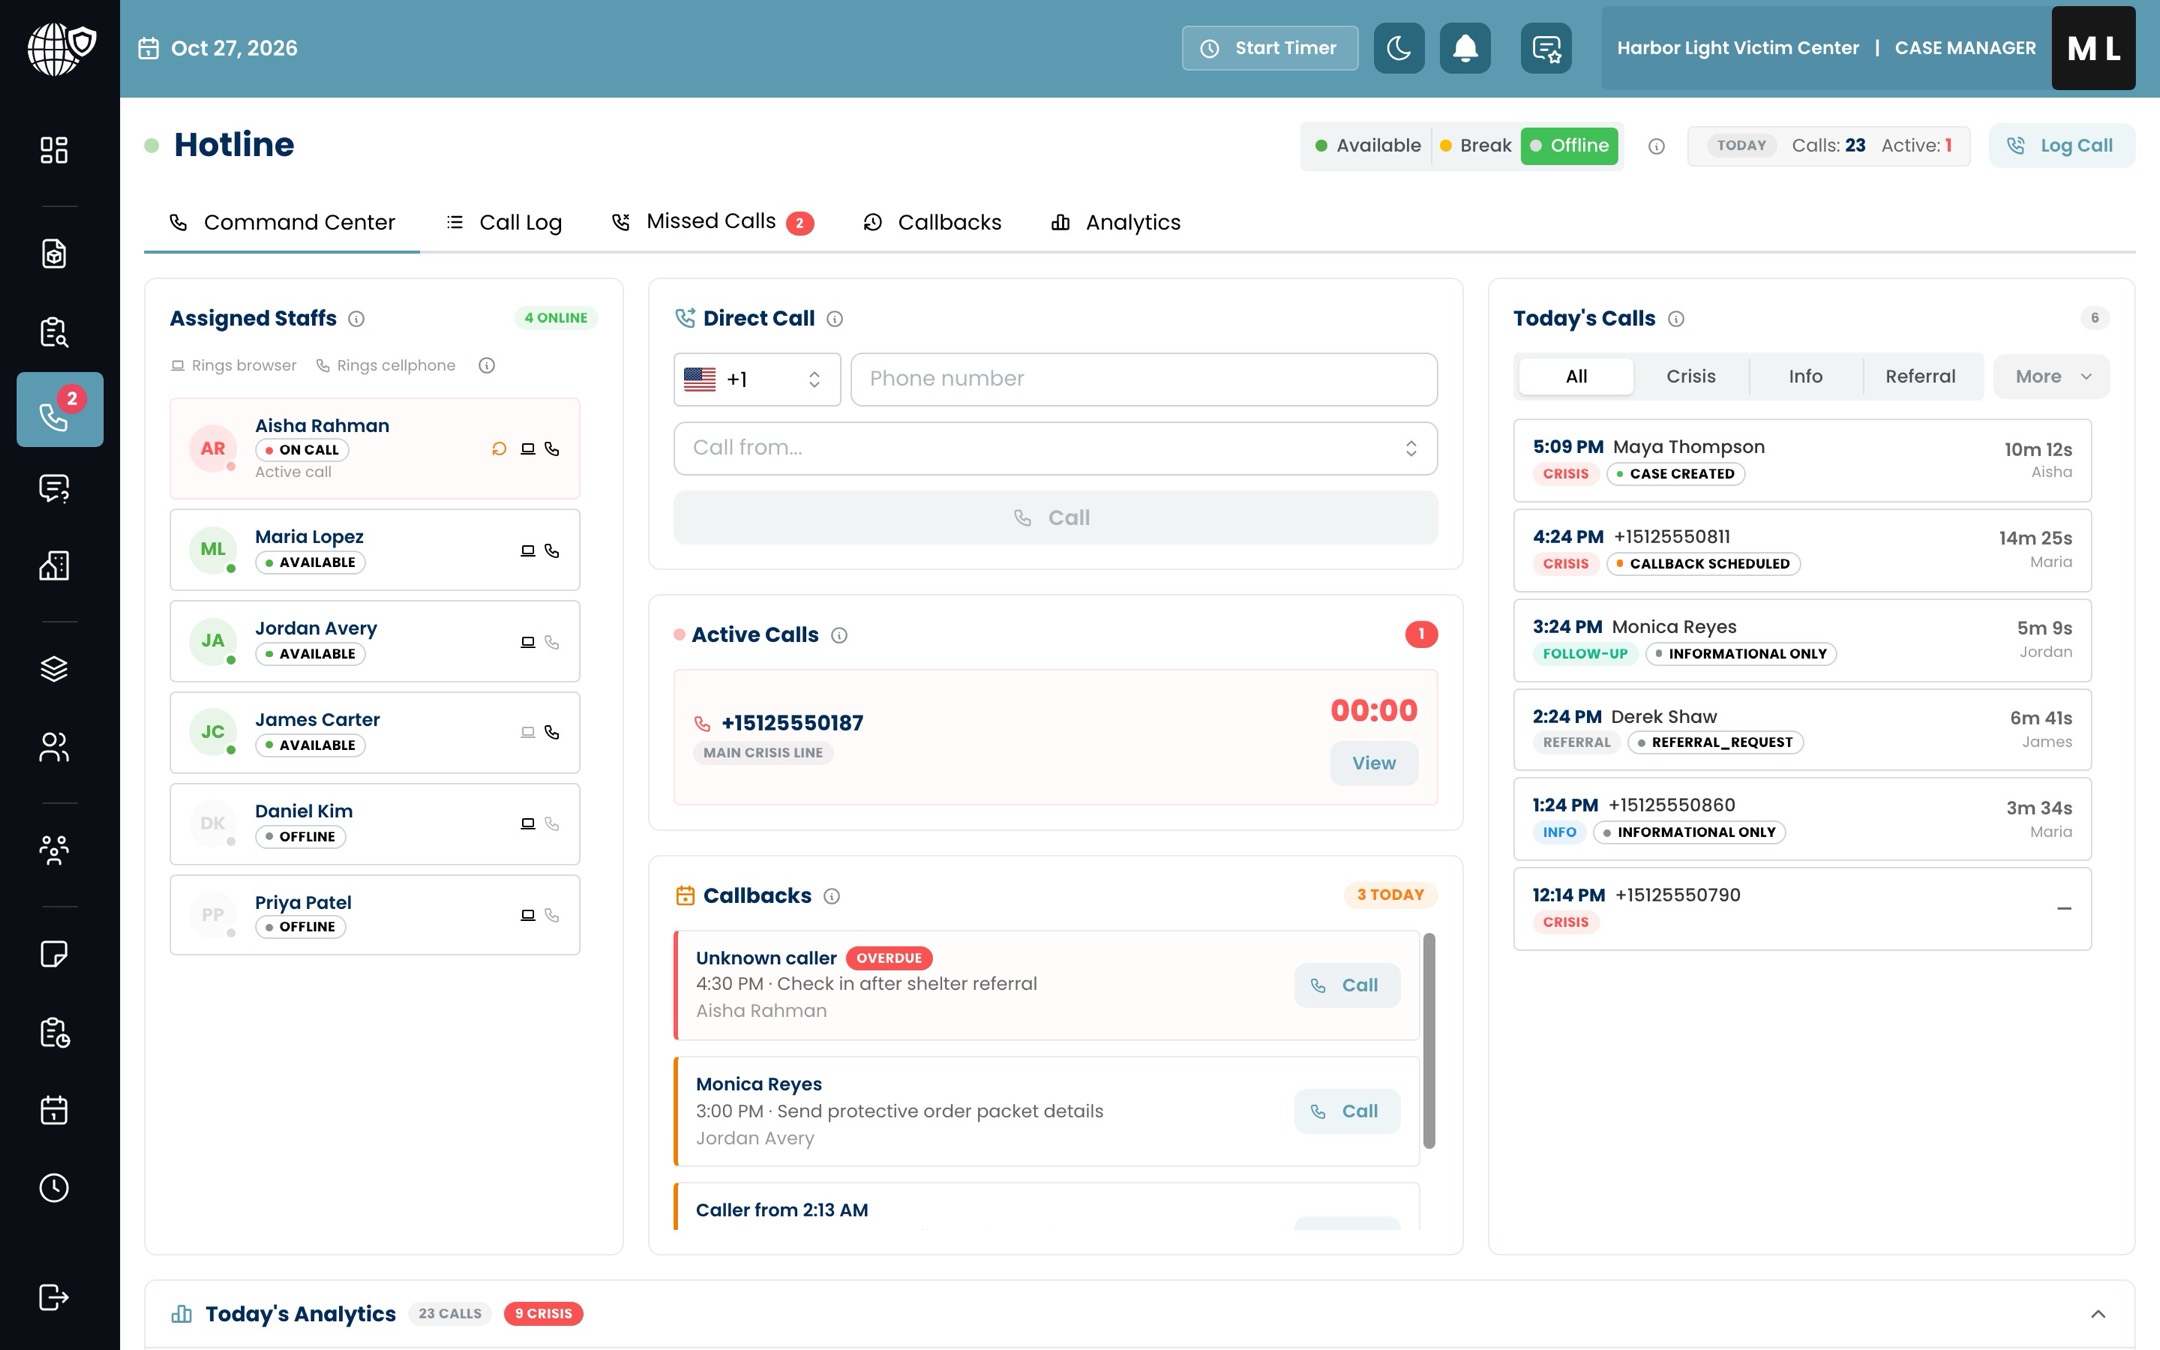 Oct 27, 2026
Start Timer
Harbor Light Victim Center | CASE MANAGER
M L
Hotline
Available
Break
Offline
TODAY Calls: 23 Active: 1
Log Call
Command Center
Call Log
Missed Calls 2
Callbacks
Analytics
2
Assigned Staffs
4 ONLINE
Rings browser
Rings cellphone
AR
Aisha Rahman
ON CALL
Active call
ML
Maria Lopez
AVAILABLE
JA
Jordan Avery
AVAILABLE
JC
James Carter
AVAILABLE
DK
Daniel Kim
OFFLINE
PP
Priya Patel
OFFLINE
Direct Call
+1
Phone number
Call from...
Call
Active Calls
1
+15125550187
MAIN CRISIS LINE
00:00
View
Callbacks
3 TODAY
Unknown caller OVERDUE
4:30 PM · Check in after shelter referral
Aisha Rahman
Call
Monica Reyes
3:00 PM · Send protective order packet details
Jordan Avery
Call
Caller from 2:13 AM
Today's Calls
6
All
Crisis
Info
Referral
More
5:09 PM Maya Thompson
10m 12s
CRISIS CASE CREATED
Aisha
4:24 PM +15125550811
14m 25s
CRISIS CALLBACK SCHEDULED
Maria
3:24 PM Monica Reyes
5m 9s
FOLLOW-UP INFORMATIONAL ONLY
Jordan
2:24 PM Derek Shaw
6m 41s
REFERRAL REFERRAL_REQUEST
James
1:24 PM +15125550860
3m 34s
INFO INFORMATIONAL ONLY
Maria
12:14 PM +15125550790
—
CRISIS
Today's Analytics
23 CALLS
9 CRISIS